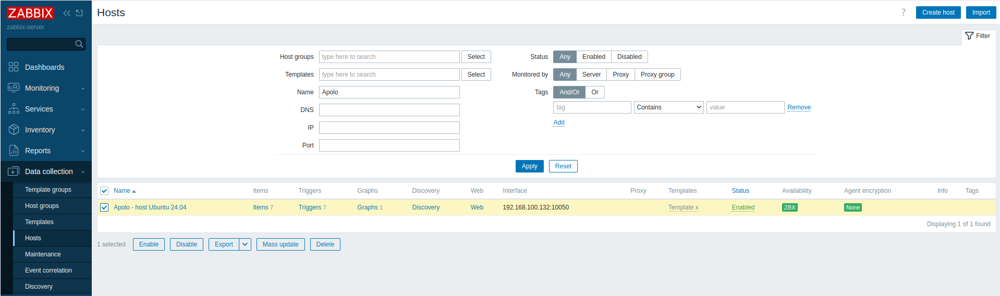 ZABBIX
zabbix-server
Dashboards
Monitoring
Services
Inventory
Reports
Data collection
Template groups
Host groups
Templates
Hosts
Maintenance
Event correlation
Discovery
Hosts
? Create host Import
Filter
Host groups type here to search Select
Templates type here to search Select
Name Apolo
DNS
IP
Port
Status Any Enabled Disabled
Monitored by Any Server Proxy Proxy group
Tags And/Or Or
tag Contains value Remove
Add
Apply Reset
Name Items Triggers Graphs Discovery Web Interface Proxy Templates Status Availability Agent encryption Info Tags
Apolo - host Ubuntu 24.04 Items 7 Triggers 7 Graphs 1 Discovery Web 192.168.100.132:10050 Template x Enabled ZBX None
Displaying 1 of 1 found
1 selected Enable Disable Export Mass update Delete